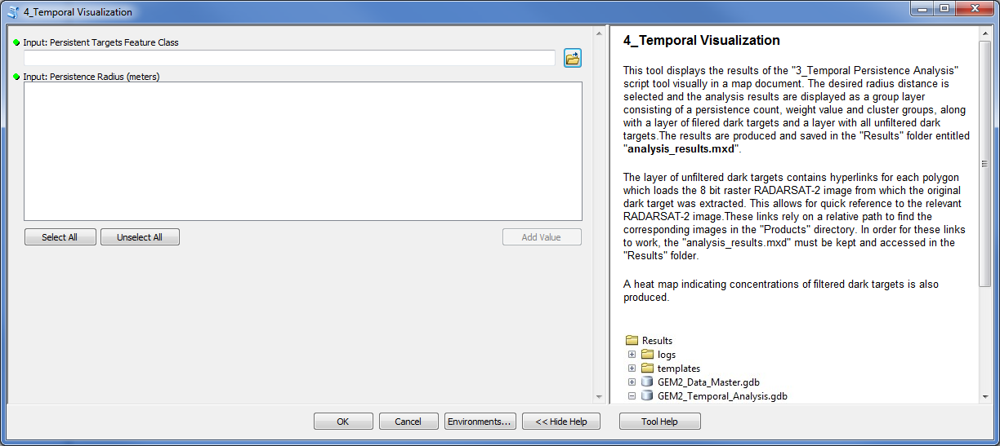 4_Temporal Visualization
Input: Persistent Targets Feature Class
Input: Persistence Radius (meters)
Select All
Unselect All
Add Value
4_Temporal Visualization
This tool displays the results of the "3_Temporal Persistence Analysis"
script tool visually in a map document. The desired radius distance is
selected and the analysis results are displayed as a group layer
consisting of a persistence count, weight value and cluster groups, along
with a layer of filered dark targets and a layer with all unfiltered dark
targets.The results are produced and saved in the "Results" folder entitled
"analysis_results.mxd".
The layer of unfiltered dark targets contains hyperlinks for each polygon
which loads the 8 bit raster RADARSAT-2 image from which the original
dark target was extracted. This allows for quick reference to the relevant
RADARSAT-2 image.These links rely on a relative path to find the
corresponding images in the "Products" directory. In order for these links
to work, the "analysis_results.mxd" must be kept and accessed in the
"Results" folder.
A heat map indicating concentrations of filtered dark targets is also
produced.
Results
logs
templates
GEM2_Data_Master.gdb
GEM2_Temporal_Analysis.gdb
OK
Cancel
Environments...
<< Hide Help
Tool Help